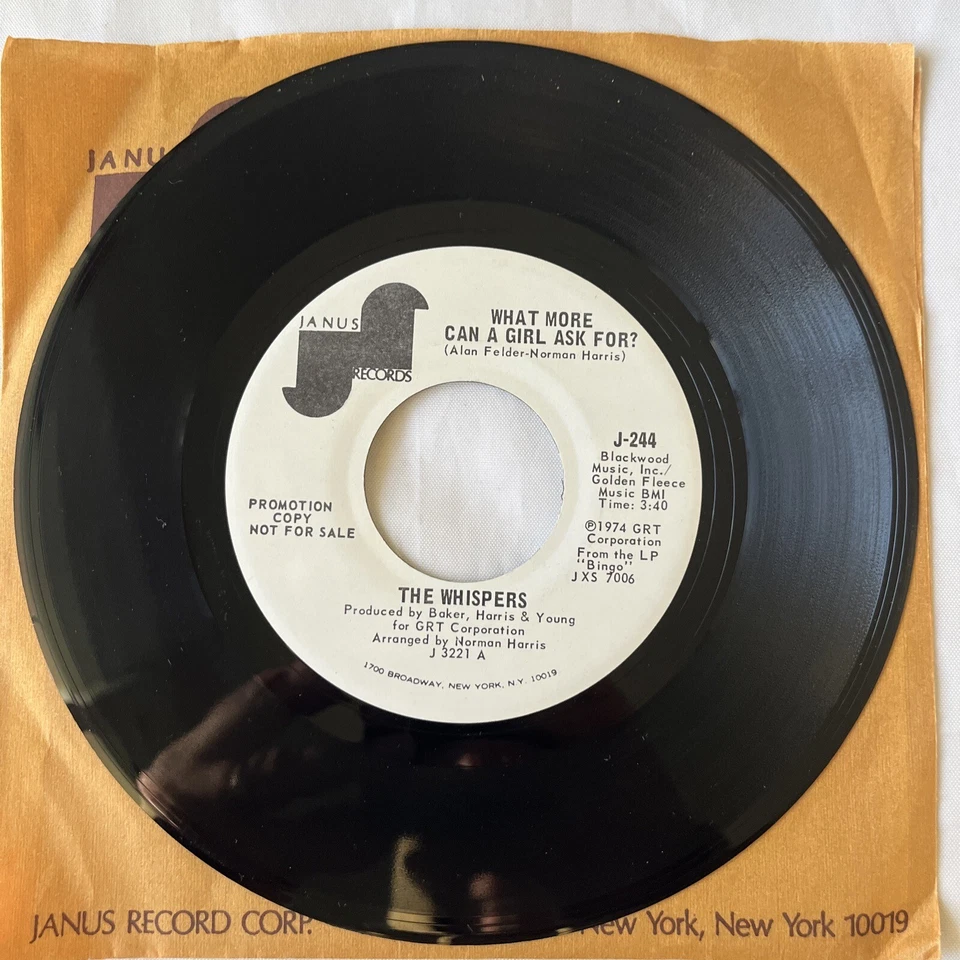 JANU
JANUS
RECORDS
WHAT MORE
CAN A GIRL ASK FOR?
(Alan Felder-Norman Harris)
J-244
Blackwood
Music, Inc./
Golden Fleece
Music BMI
Time: 3:40
℗1974 GRT
Corporation
From the LP
"Bingo"
JXS 7006
PROMOTION
COPY
NOT FOR SALE
THE WHISPERS
Produced by Baker, Harris & Young
for GRT Corporation
Arranged by Norman Harris
J 3221 A
1700 BROADWAY, NEW YORK, N.Y. 10019
JANUS RECORD CORP. New York, New York 10019